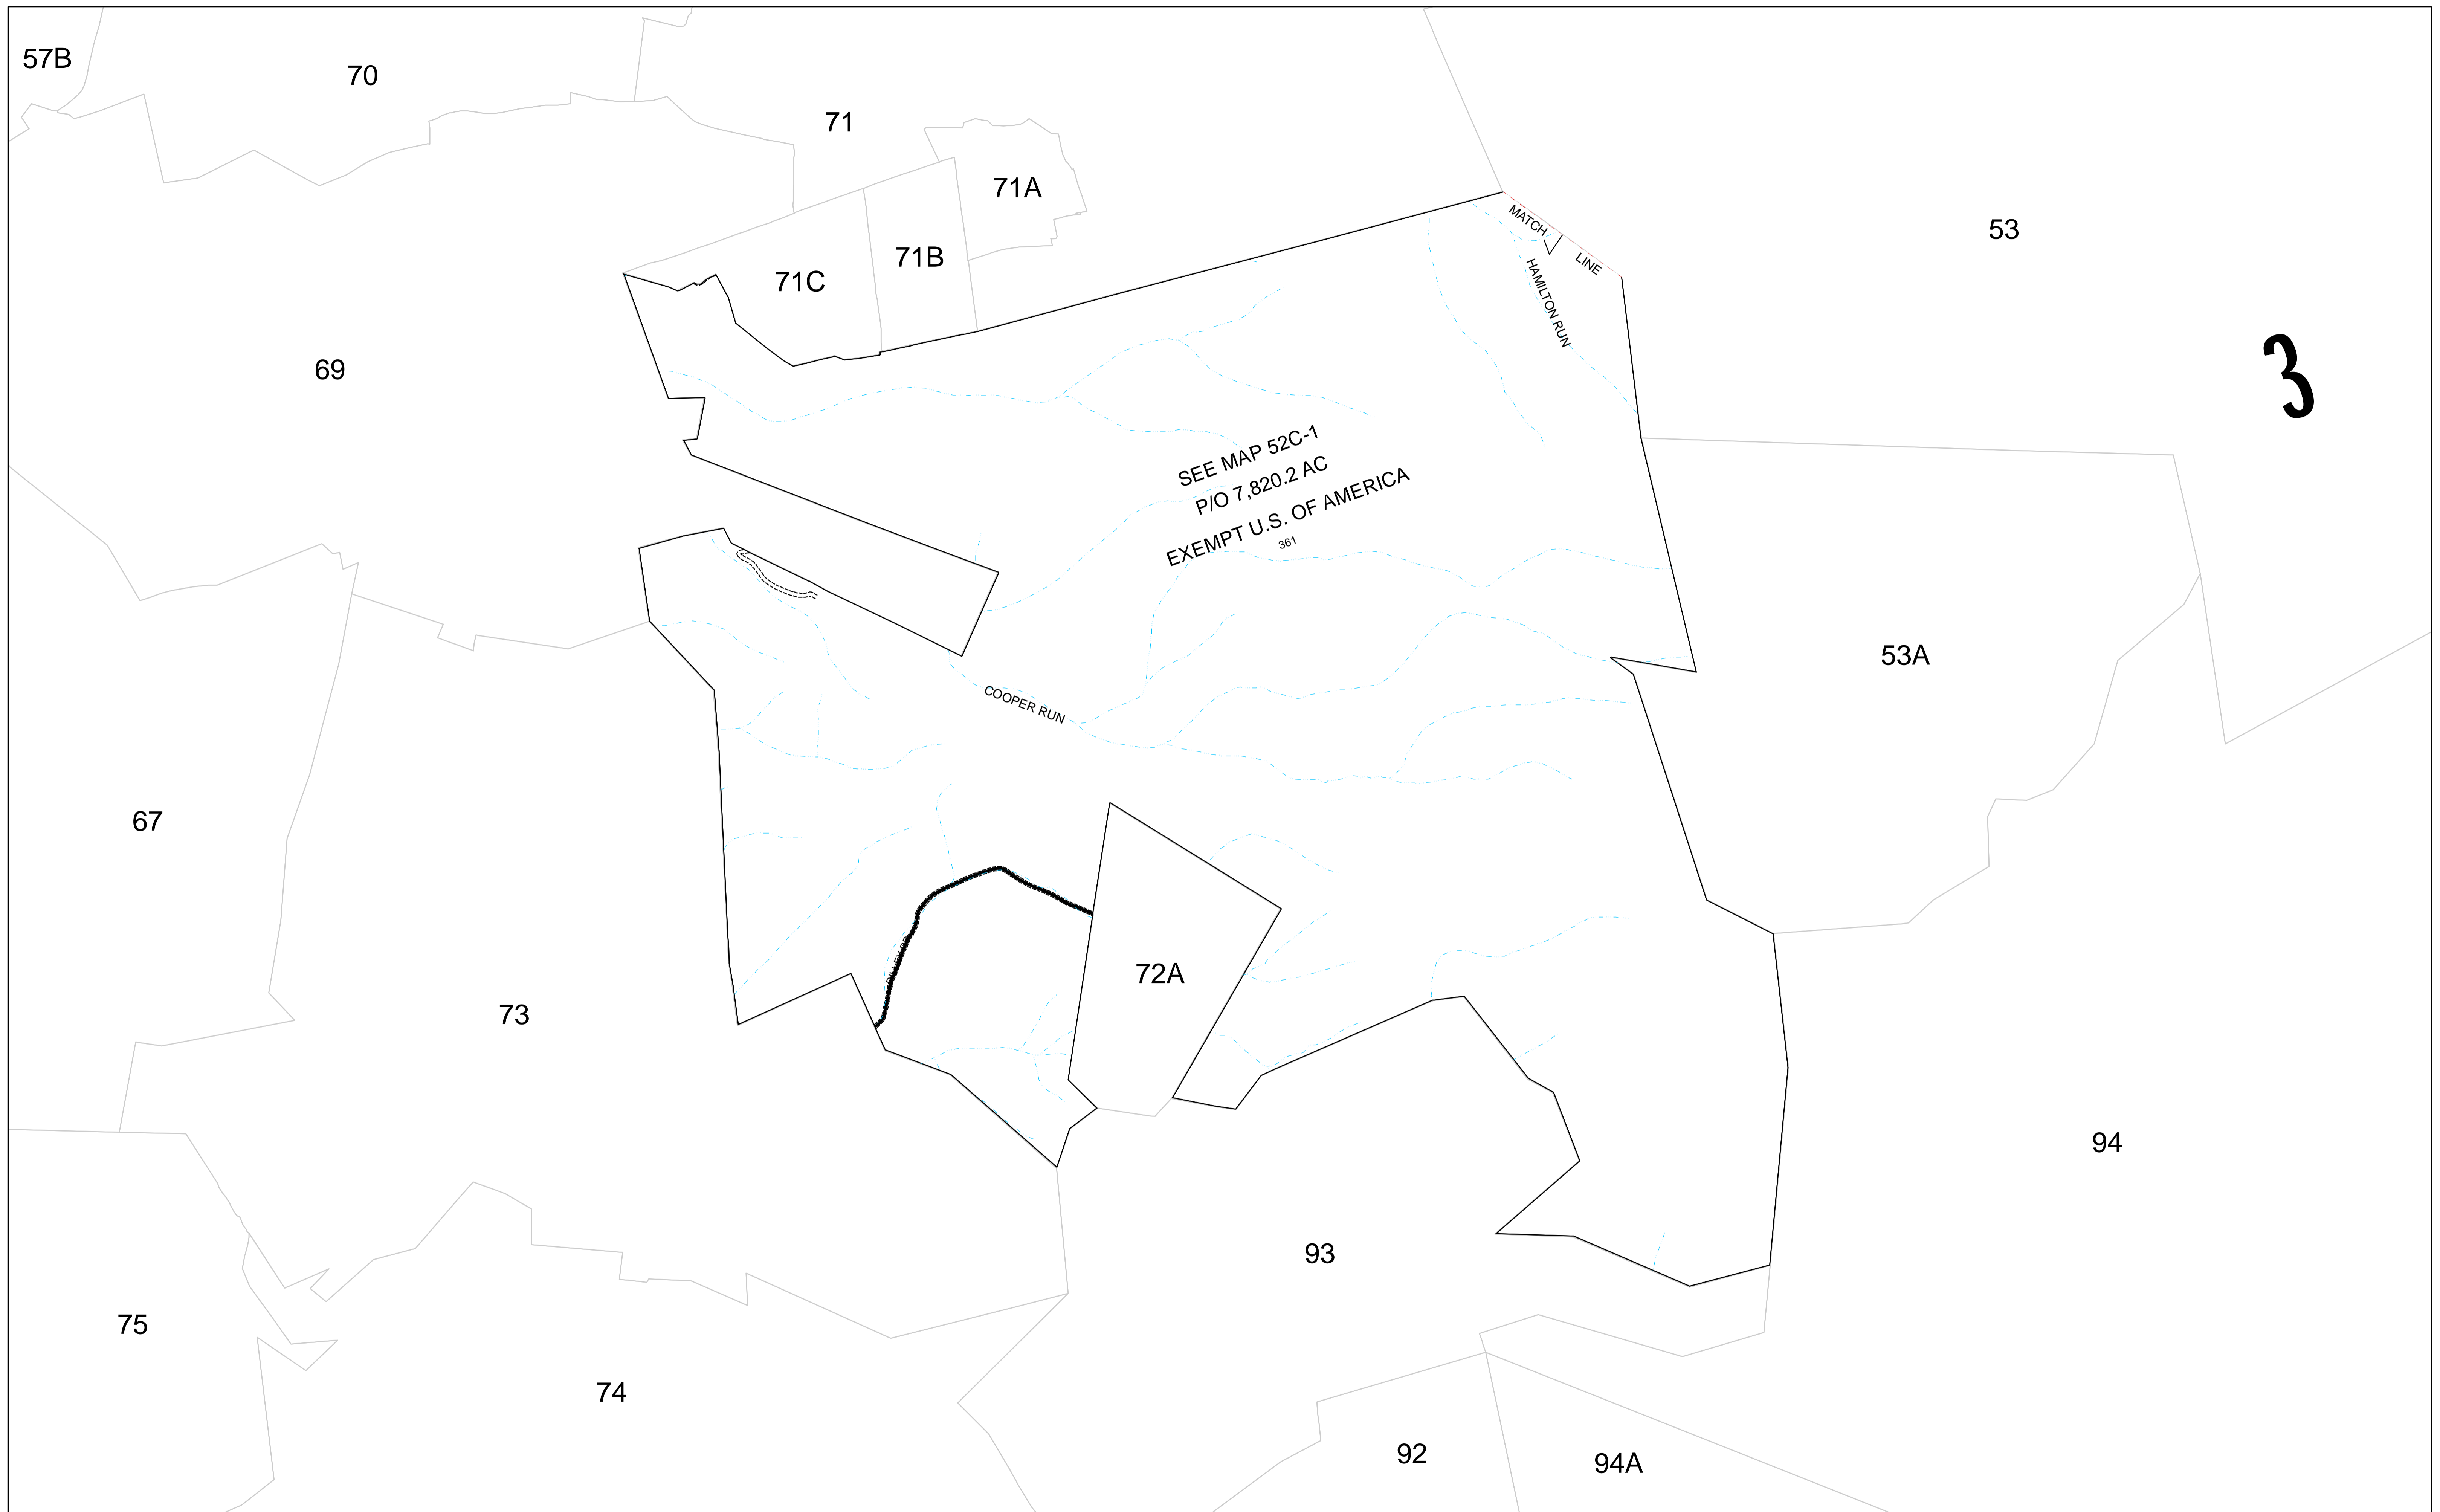 57B
70
71
71A
53
MATCH
LINE
HAMILTON RUN
71B
71C
69
3
SEE MAP 52C-1
P/O 7,820.2 AC
EXEMPT U.S. OF AMERICA
361
53A
COOPER RUN
67
72A
73
94
93
75
74
92
94A